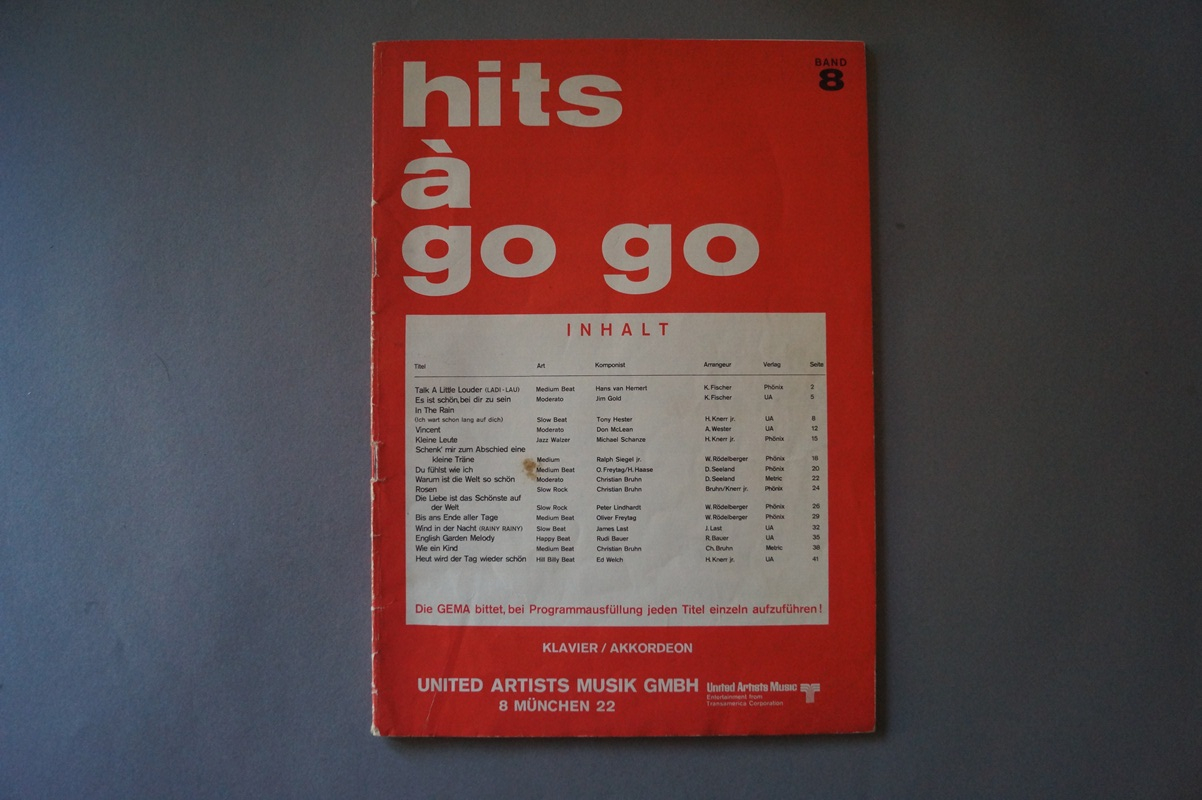 hits
BAND
8
à
go go
INHALT
Titel Art Komponist Arrangeur Verlag Seite
Talk A Little Louder (LADI-LAU) Medium Beat Hans van Hemert K. Fischer Phönix 2
Es ist schön, bei dir zu sein Moderato Jim Gold K. Fischer UA 5
In The Rain
(Ich wart schon lang auf dich) Slow Beat Tony Hester H. Knerr jr. UA 8
Vincent Moderato Don McLean A. Wester UA 12
Kleine Leute Jazz Walzer Michael Schanze H. Knerr jr. Phönix 15
Schenk' mir zum Abschied eine
kleine Träne Medium Ralph Siegel jr. W. Rödelberger Phönix 18
Du fühlst wie ich Medium Beat O. Freytag/H. Haase D. Seeland Phönix 20
Warum ist die Welt so schön Moderato Christian Bruhn D. Seeland Metric 22
Rosen Slow Rock Christian Bruhn Bruhn/Knerr jr. Phönix 24
Die Liebe ist das Schönste auf
der Welt Slow Rock Peter Lindhardt W. Rödelberger Phönix 26
Bis ans Ende aller Tage Medium Beat Oliver Freytag W. Rödelberger Phönix 29
Wind in der Nacht (RAINY RAINY) Slow Beat James Last J. Last UA 32
English Garden Melody Happy Beat Rudi Bauer R. Bauer UA 35
Wie ein Kind Medium Beat Christian Bruhn Ch. Bruhn Metric 38
Heut wird der Tag wieder schön Hill Billy Beat Ed Welch H. Knerr jr. UA 41
Die GEMA bittet, bei Programmausfüllung jeden Titel einzeln aufzuführen!
KLAVIER / AKKORDEON
UNITED ARTISTS MUSIK GMBH
8 MÜNCHEN 22
United Artists Music
Entertainment from
Transamerica Corporation